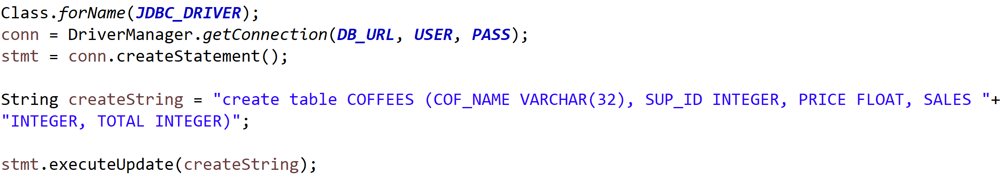 Class.forName(JDBC_DRIVER);
conn = DriverManager.getConnection(DB_URL, USER, PASS);
stmt = conn.createStatement();
String createString = "create table COFFEES (COF_NAME VARCHAR(32), SUP_ID INTEGER, PRICE FLOAT, SALES "+
"INTEGER, TOTAL INTEGER)";
stmt.executeUpdate(createString);